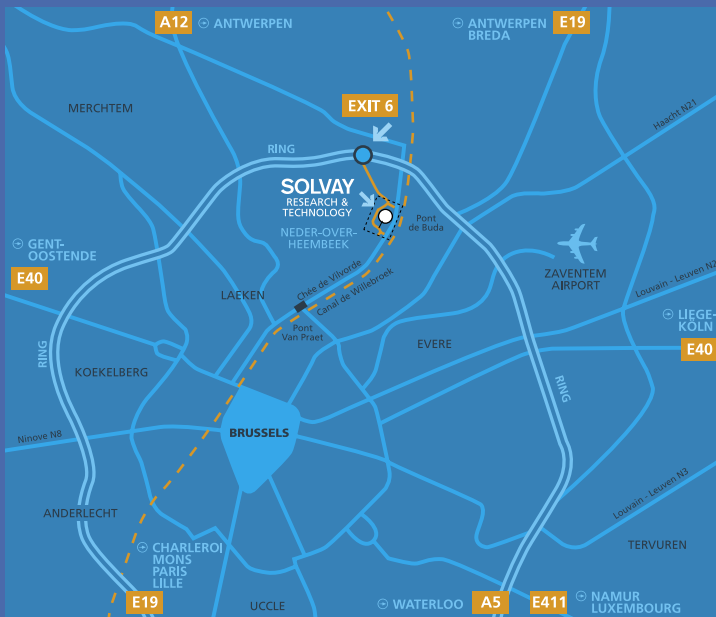 A12
ANTWERPEN
ANTWERPEN
BREDA
E19
MERCHTEM
EXIT 6
Haacht N21
RING
SOLVAY
RESEARCH &
TECHNOLOGY
NEDER-OVER-
HEEMBEEK
Pont
de Buda
GENT-
OOSTENDE
E40
ZAVENTEM
AIRPORT
Louvain - Leuven N2
LAEKEN
Chée de Vilvorde
Canal de Willebroek
Pont
Van Praet
EVERE
LIEGE-
KÖLN
E40
RING
KOEKELBERG
RING
Ninove N8
BRUSSELS
Louvain - Leuven N3
ANDERLECHT
TERVUREN
CHARLEROI
MONS
PARIS
LILLE
E19
UCCLE
WATERLOO
A5
E411
NAMUR
LUXEMBOURG